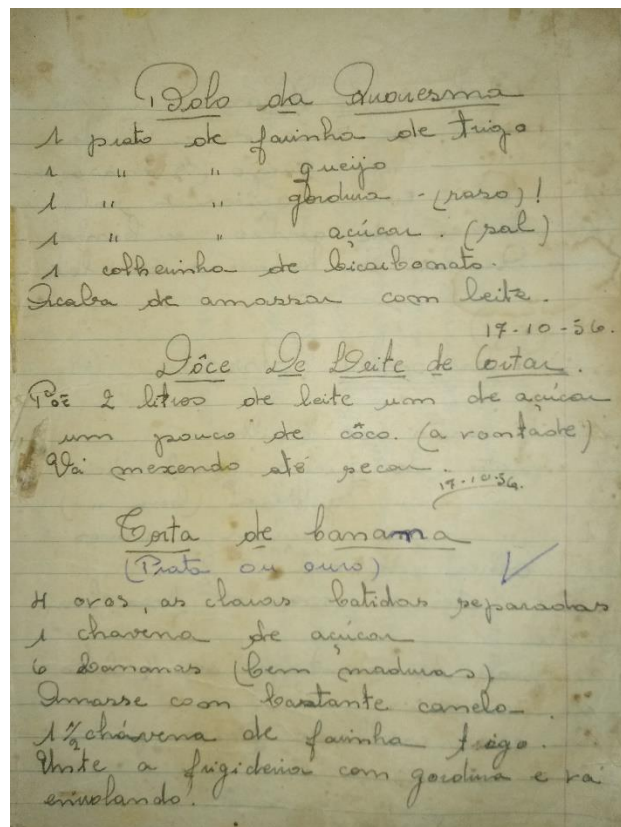 Bolo da Quaresma
1 prato de farinha de trigo
1 " " queijo
1 " " gordura - (raso)!
1 " " açúcar. (sal)
1 colherinha de bicarbonato.
Acaba de amassar com leite.
17-10-56.
Dôce De Leite de Cortar.
Põe 2 litros de leite um de açúcar
um pouco de côco. (a vontade)
Vá mexendo até secar.
17-10-56.
Torta de banana
(Prata ou ouro)
4 ovos, as claras batidas separadas
1 chavena de açúcar
6 Bananas (bem maduras)
Amasse com bastante canela
1 1/2 chávena de farinha trigo.
Unte a frigideria com gordura e vá
enrolando.